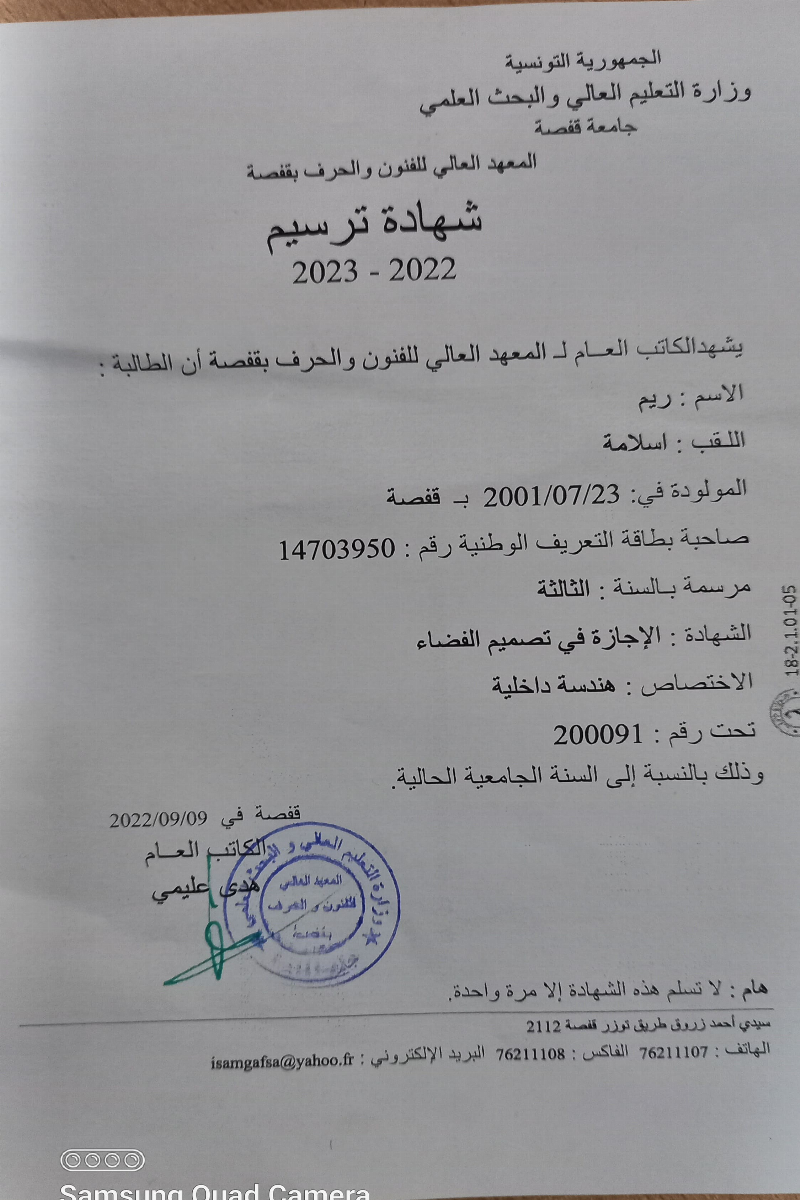 الجمهورية التونسية
وزارة التعليم العالي والبحث العلمي
جامعة قفصة
المعهد العالي للفنون والحرف بقفصة
شهادة ترسيم
2022 - 2023
يشهدالكاتب العـــام لـ المعهد العالي للفنون والحرف بقفصة أن الطالبة :
الاسم : ريم
اللـقب : اسلامة
المولودة في: 2001/07/23 بـ قفصة
صاحبة بطاقة التعريف الوطنية رقم : 14703950
مرسمة بـالسنة : الثالثة
الشهادة : الإجازة في تصميم الفضاء
الاختصاص : هندسة داخلية
تحت رقم : 200091
وذلك بالنسبة إلى السنة الجامعية الحالية.
18-2.1.01-05
قفصة في 2022/09/09
الكاتب العـــام
هدى عليمي
وزارة التعليم العالي و البحث العلمي
المعهد العالي
للفنون و الحرف
بقفصة
هام : لا تسلم هذه الشهادة إلا مرة واحدة.
سيدي أحمد زروق طريق توزر قفصة 2112
الهاتف : 76211107 الفاكس : 76211108 البريد الإلكتروني : isamgafsa@yahoo.fr
Samsung Quad Camera